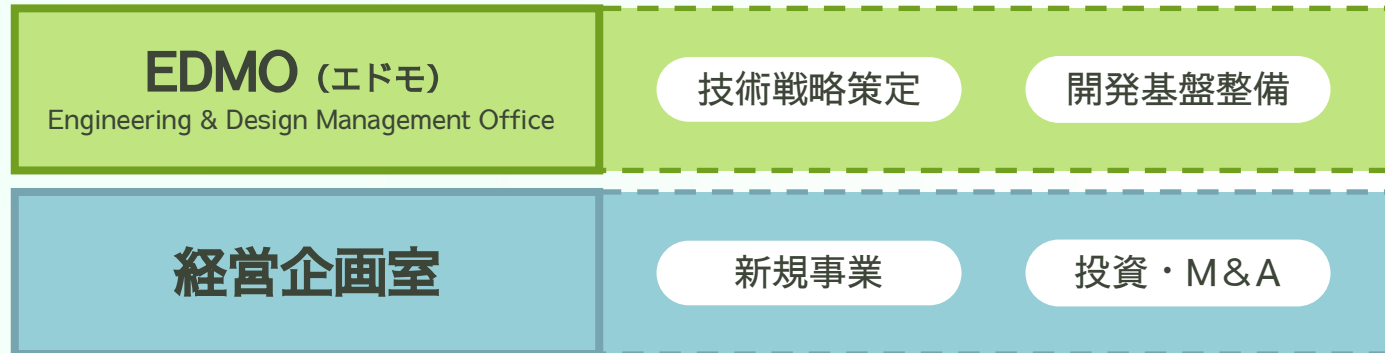 EDMO（エドモ）
Engineering & Design Management Office
技術戦略策定
開発基盤整備
経営企画室
新規事業
投資・M＆A